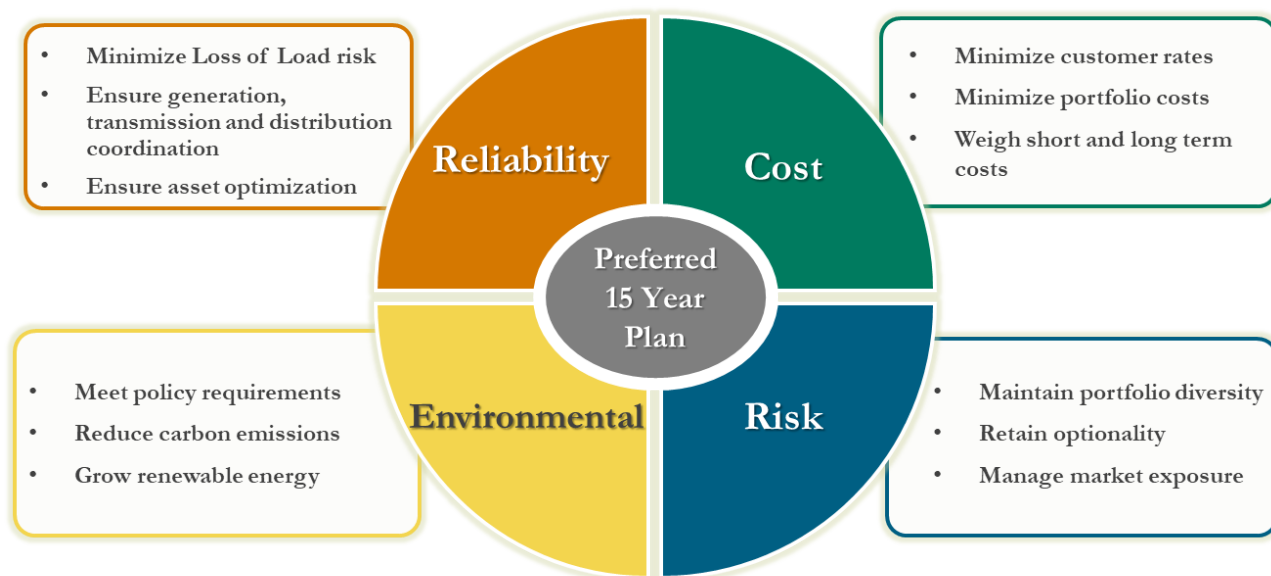 • Minimize Loss of Load risk
• Ensure generation,
transmission and distribution
coordination
• Ensure asset optimization
Reliability
Cost
• Minimize customer rates
• Minimize portfolio costs
• Weigh short and long term
costs
Preferred
15 Year
Plan
• Meet policy requirements
• Reduce carbon emissions
• Grow renewable energy
Environmental
Risk
• Maintain portfolio diversity
• Retain optionality
• Manage market exposure